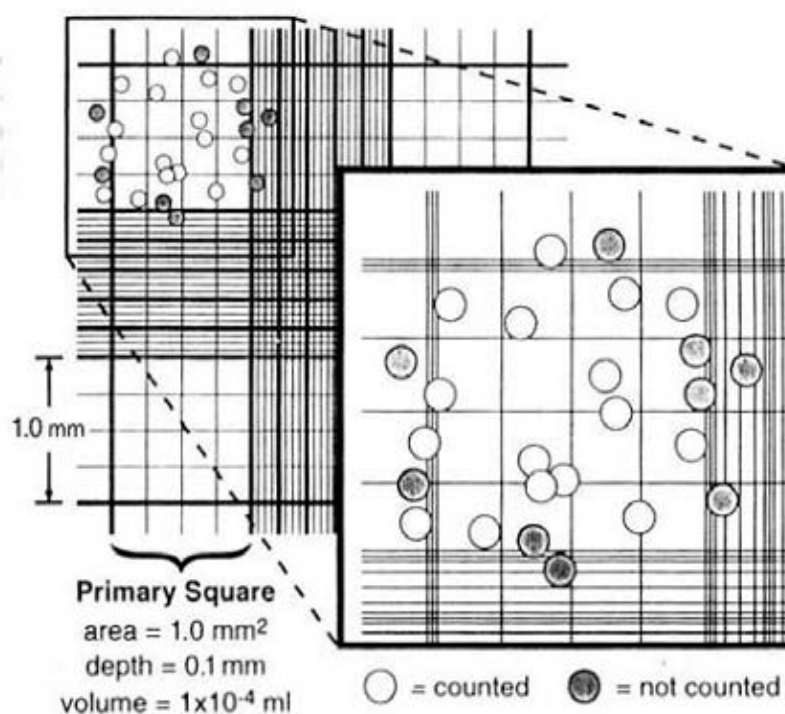 1.0 mm
Primary Square
area = 1.0 mm²
depth = 0.1 mm
volume = 1x10⁻⁴ ml
= counted
= not counted